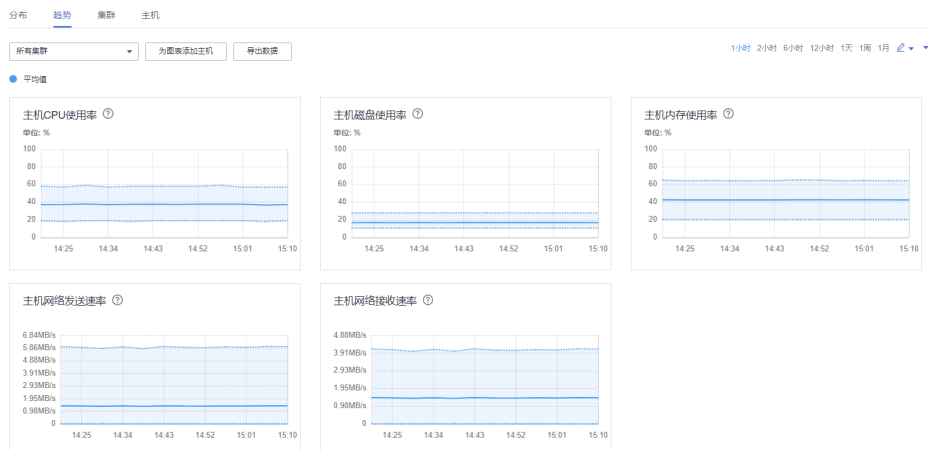 分布 趋势 集群 主机
所有集群 为图表添加主机 导出数据 1小时 2小时 6小时 12小时 1天 1周 1月
平均值
主机CPU使用率 ?
单位: %
100
80
60
40
20
0
14:25 14:34 14:43 14:52 15:01 15:10
主机磁盘使用率 ?
单位: %
100
80
60
40
20
0
14:25 14:34 14:43 14:52 15:01 15:10
主机内存使用率 ?
单位: %
100
80
60
40
20
0
14:25 14:34 14:43 14:52 15:01 15:10
主机网络发送速率 ?
6.84MB/s
5.86MB/s
4.88MB/s
3.91MB/s
2.93MB/s
1.95MB/s
0.98MB/s
0
14:25 14:34 14:43 14:52 15:01 15:10
主机网络接收速率 ?
4.88MB/s
3.91MB/s
2.93MB/s
1.95MB/s
0.98MB/s
0
14:25 14:34 14:43 14:52 15:01 15:10